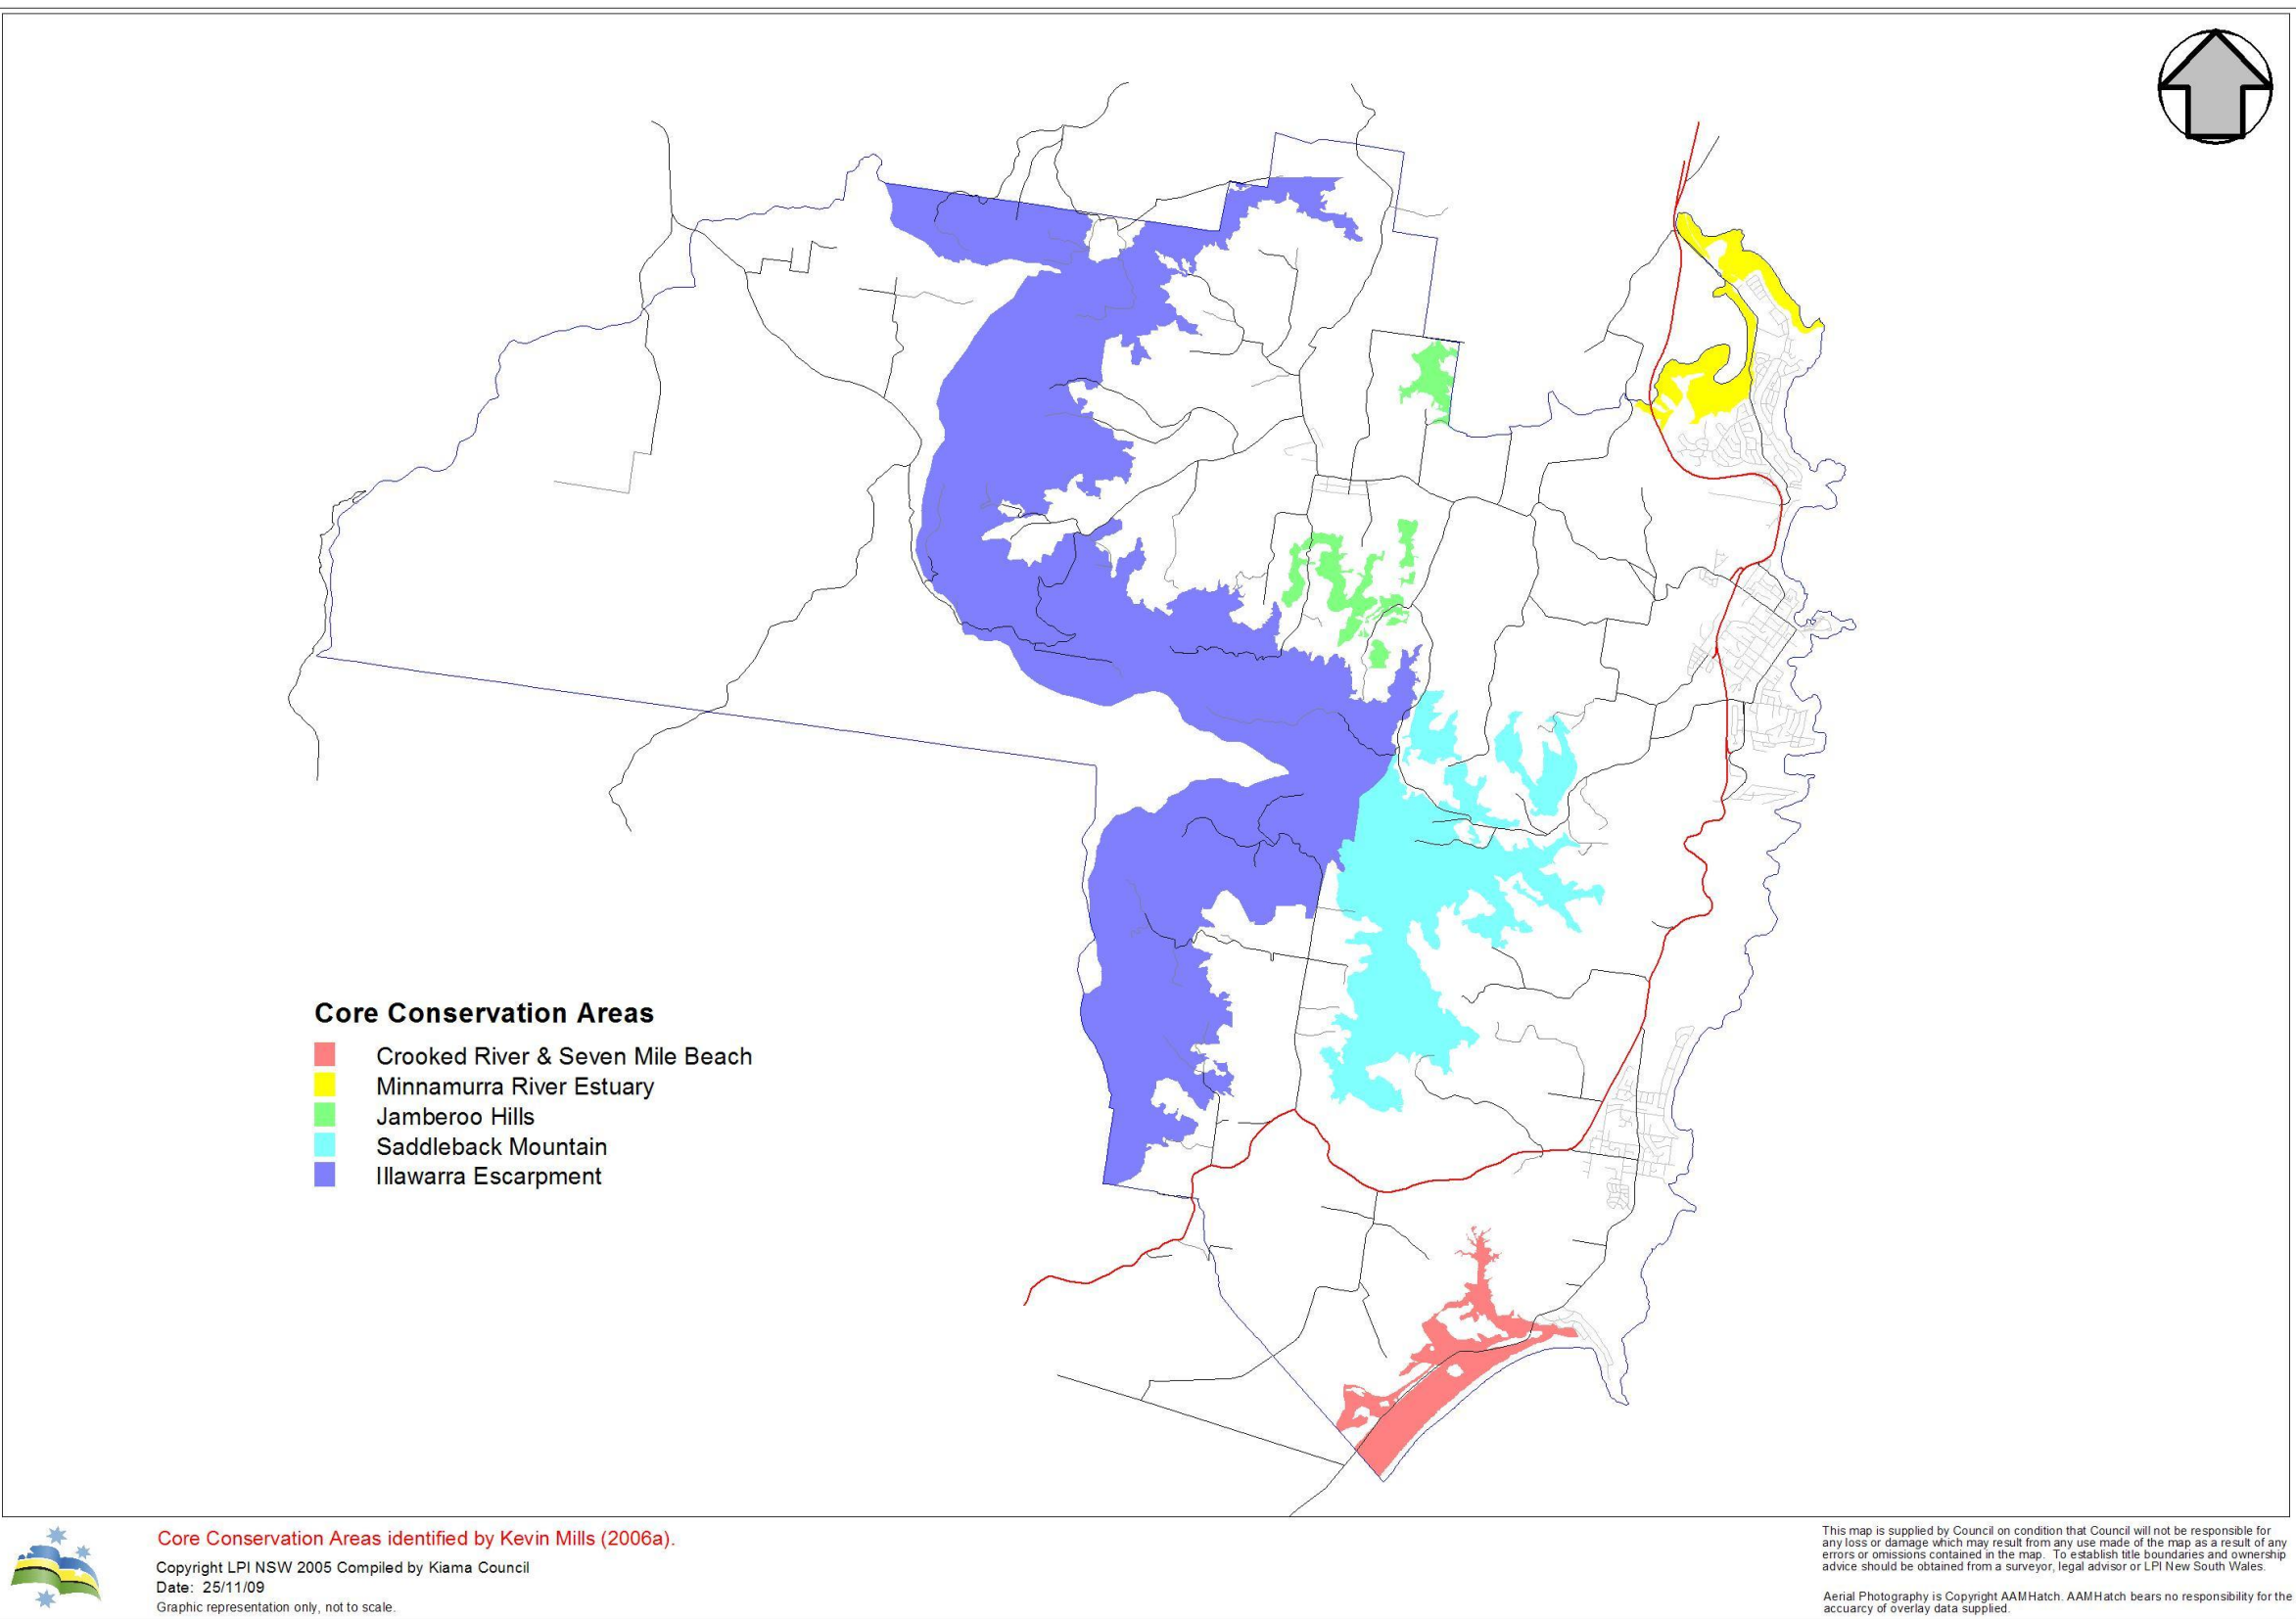 Core Conservation Areas
Crooked River & Seven Mile Beach
Minnamurra River Estuary
Jamberoo Hills
Saddleback Mountain
Illawarra Escarpment
Core Conservation Areas identified by Kevin Mills (2006a).
Copyright LPI NSW 2005 Compiled by Kiama Council
Date: 25/11/09
Graphic representation only, not to scale.
This map is supplied by Council on condition that Council will not be responsible for
any loss or damage which may result from any use made of the map as a result of any
errors or omissions contained in the map. To establish title boundaries and ownership
advice should be obtained from a surveyor, legal advisor or LPI New South Wales.
Aerial Photography is Copyright AAMHatch. AAMHatch bears no responsibility for the
accuarcy of overlay data supplied.